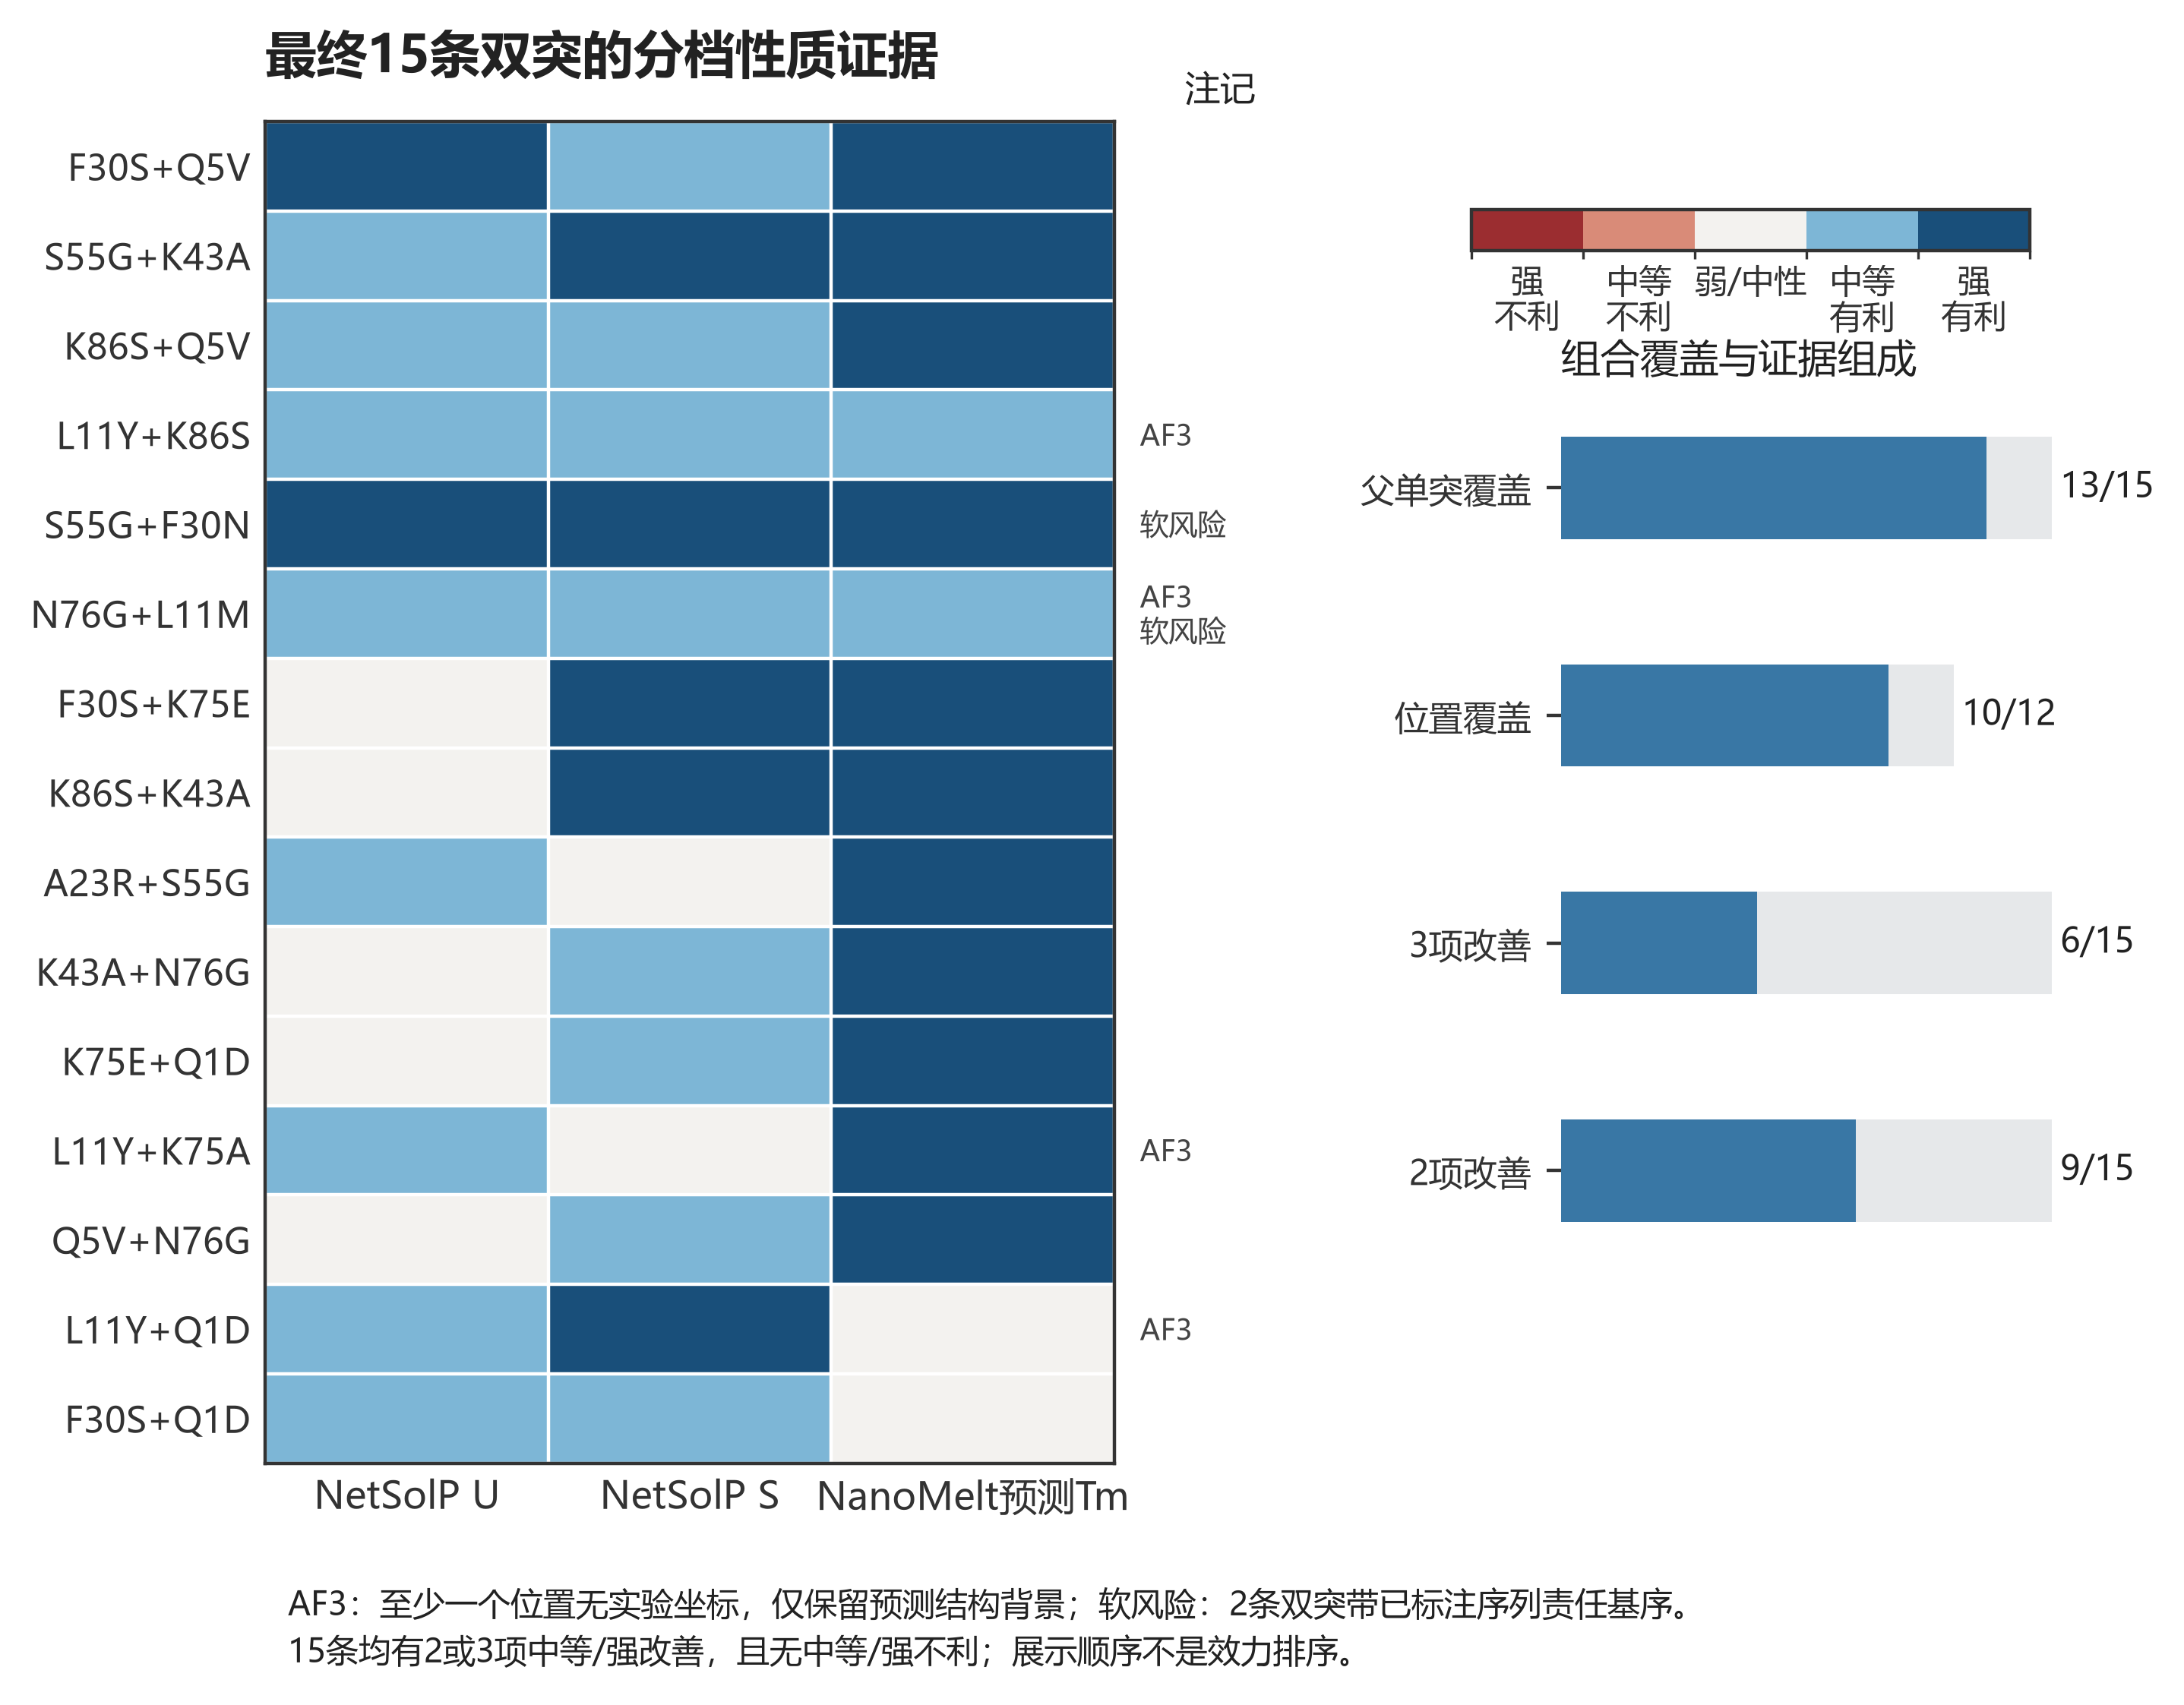 最终15条双突的分档性质证据
注记
F30S+Q5V
S55G+K43A
K86S+Q5V
L11Y+K86S
AF3
S55G+F30N
软风险
N76G+L11M
AF3
软风险
F30S+K75E
K86S+K43A
A23R+S55G
K43A+N76G
K75E+Q1D
L11Y+K75A
AF3
Q5V+N76G
L11Y+Q1D
AF3
F30S+Q1D
NetSolP U
NetSolP S
NanoMelt预测Tm
强
不利
中等
不利
弱/中性
中等
有利
强
有利
组合覆盖与证据组成
父单突覆盖
13/15
位置覆盖
10/12
3项改善
6/15
2项改善
9/15
AF3：至少一个位置无实验坐标，仅保留预测结构背景；软风险：2条双突带已标注序列责任基序。
15条均有2或3项中等/强改善，且无中等/强不利；展示顺序不是效力排序。